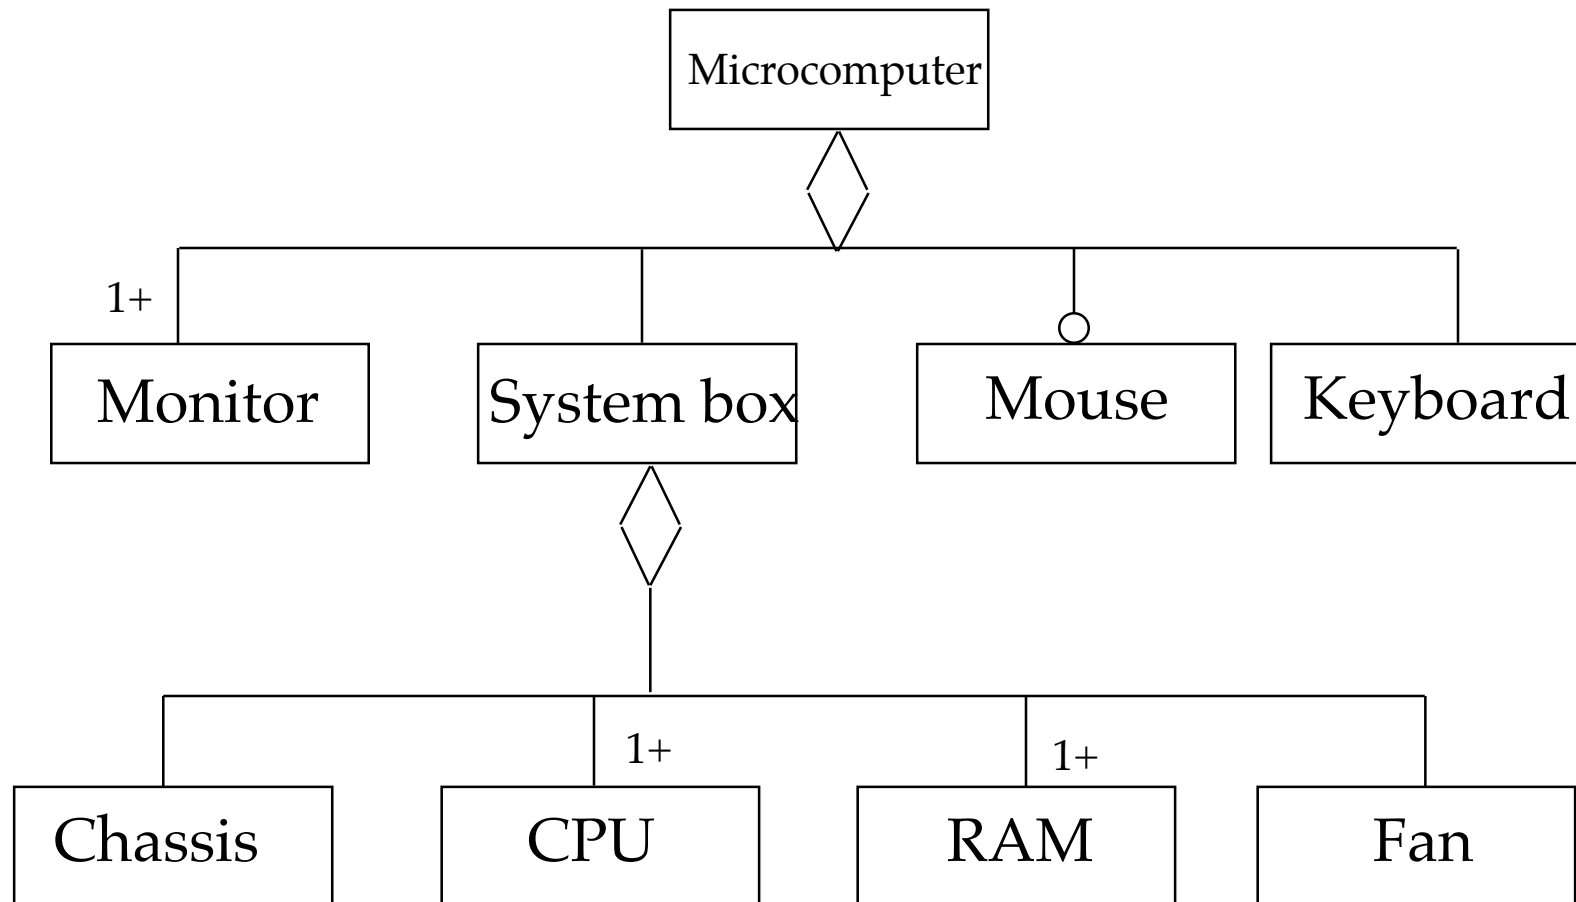 Microcomputer
1+
Monitor
System box
Mouse
Keyboard
1+
1+
Chassis
CPU
RAM
Fan